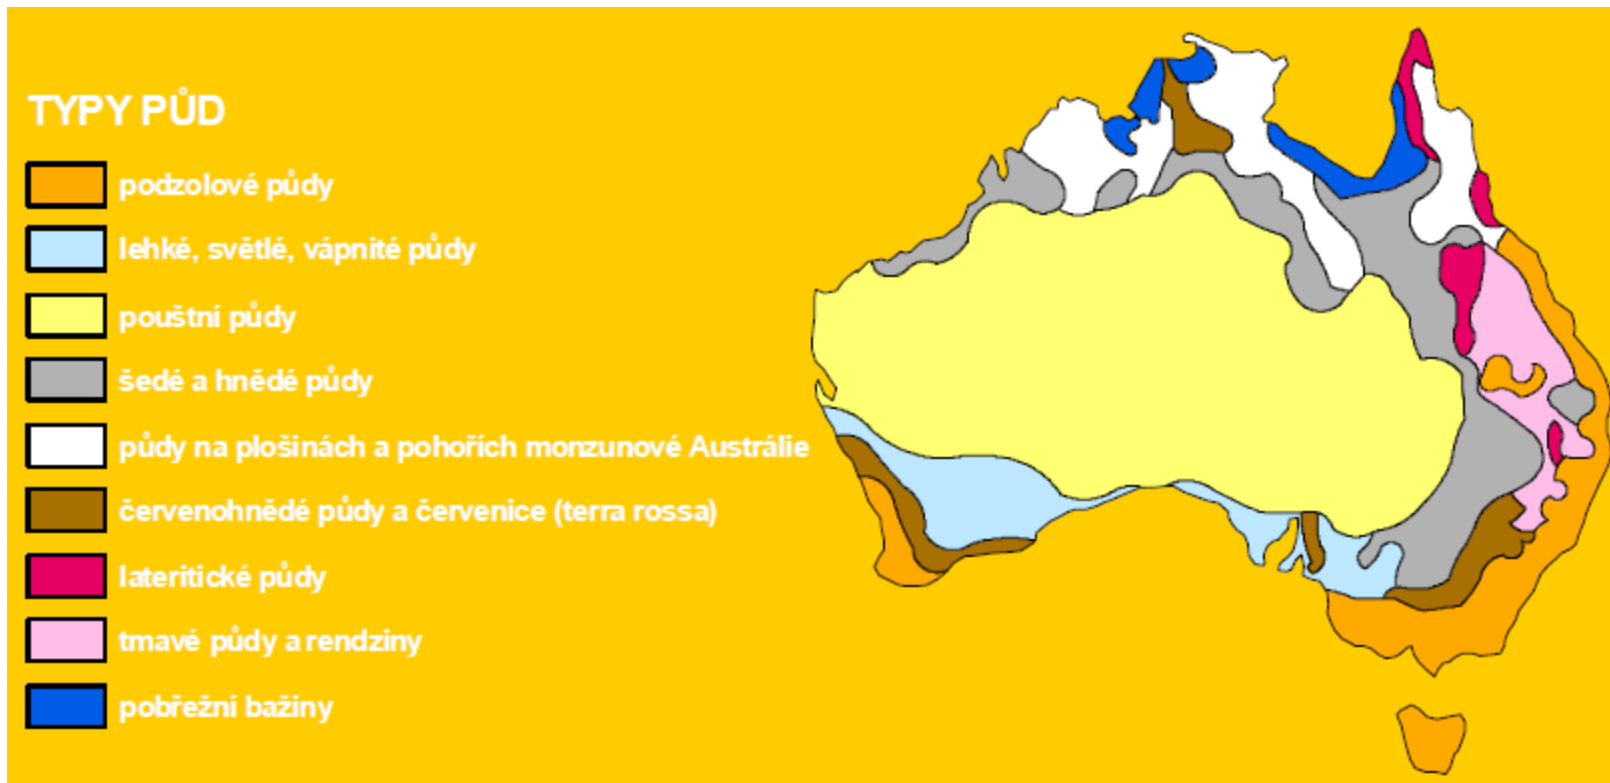 TYPY PŮD
podzolové půdy
lehké, světlé, vápnité půdy
pouštní půdy
šedé a hnědé půdy
půdy na plošinách a pohořích monzunové Austrálie
červenohnědé půdy a červenice (terra rossa)
lateritické půdy
tmavé půdy a rendziny
pobřežní bažiny